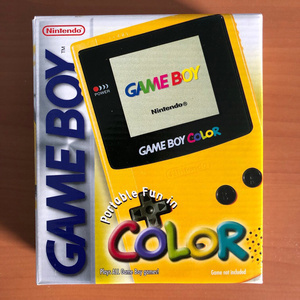 Nintendo®
GAME BOY
TM
POWER
GAME BOY
Nintendo®
GAME BOY COLOR
Portable Fun in
COLOR
Plays All Game Boy games!
Game not included